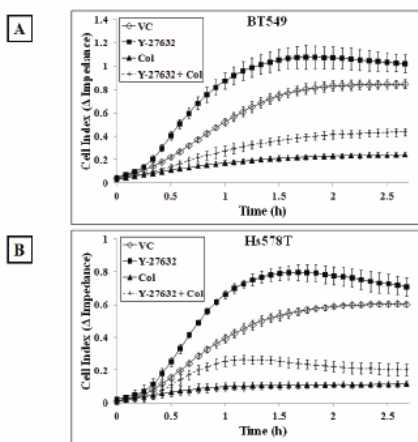 A
BT549
1.4
1.2
1
0.8
0.6
0.4
0.2
0
Cell Index (Δ Impedance)
VC
Y-27632
Col
Y-27632 + Col
0 0.5 1 1.5 2 2.5
Time (h)
B
Hs578T
1
0.8
0.6
0.4
0.2
0
Cell Index (Δ Impedance)
VC
Y-27632
Col
Y-27632 + Col
0 0.5 1 1.5 2 2.5
Time (h)